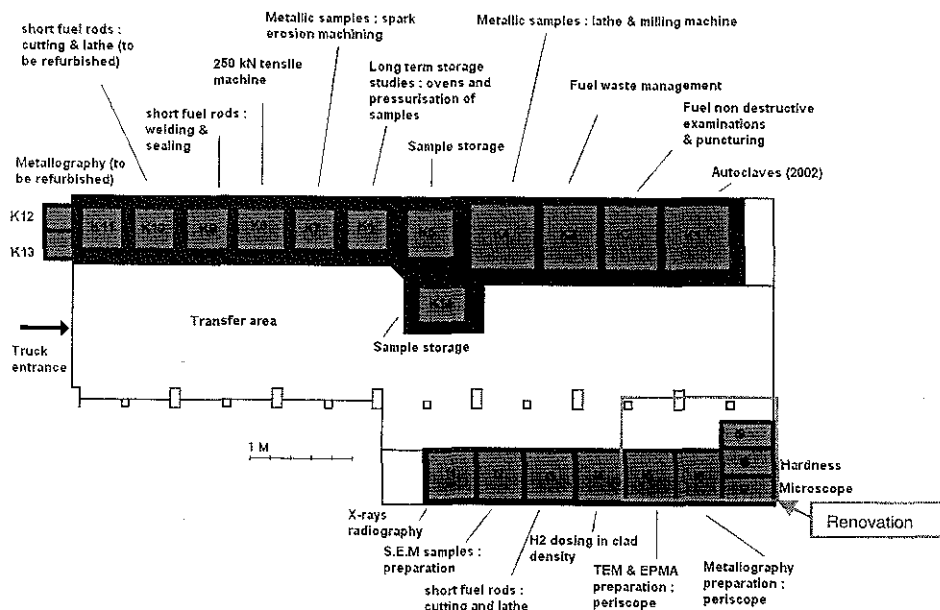 short fuel rods :
cutting & lathe (to
be refurbished)
Metallic samples : spark
erosion machining
Metallic samples : lathe & milling machine
250 kN tensile
machine
Long term storage
studies : ovens and
pressurisation of
samples
Fuel waste management
short fuel rods :
welding &
sealing
Fuel non destructive
examinations
& puncturing
Sample storage
Metallography (to
be refurbished)
Autoclaves (2002)
K12
K13
K11
K10
Transfer area
Sample storage
Truck
entrance
1 M
Hardness
Microscope
X-rays
radiography
Renovation
S.E.M samples :
preparation
H2 dosing in clad
density
short fuel rods :
cutting and lathe
TEM & EPMA
preparation ;
periscope
Metallography
preparation ;
periscope